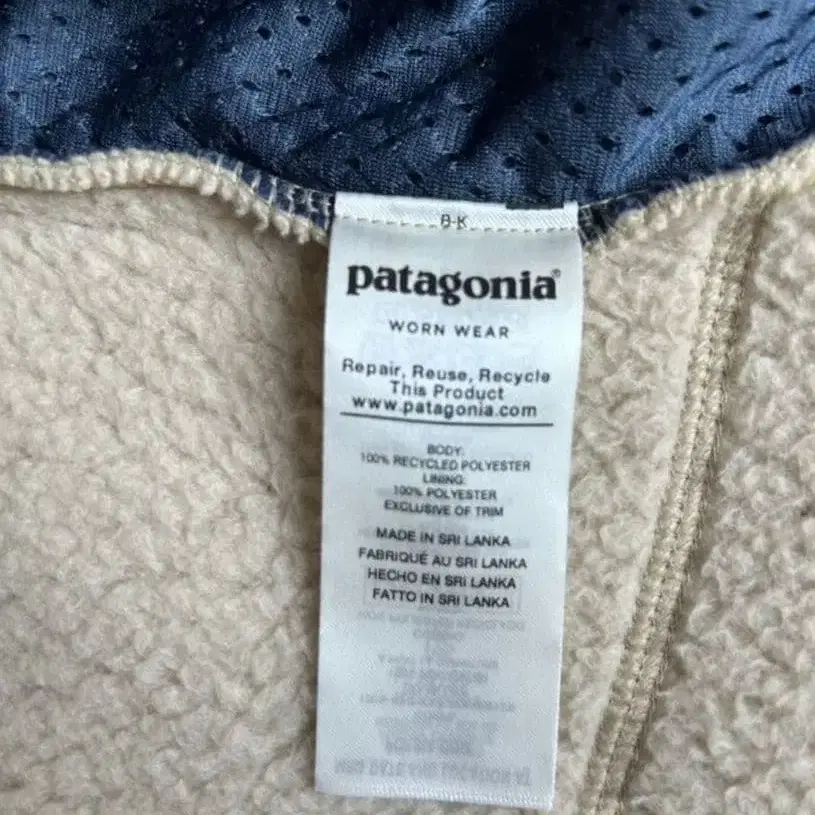 B-K
patagonia®
WORN WEAR
Repair, Reuse, Recycle
This Product
www.patagonia.com
BODY:
100% RECYCLED POLYESTER
LINING:
100% POLYESTER
EXCLUSIVE OF TRIM
MADE IN SRI LANKA
FABRIQUÉ AU SRI LANKA
HECHO EN SRI LANKA
FATTO IN SRI LANKA